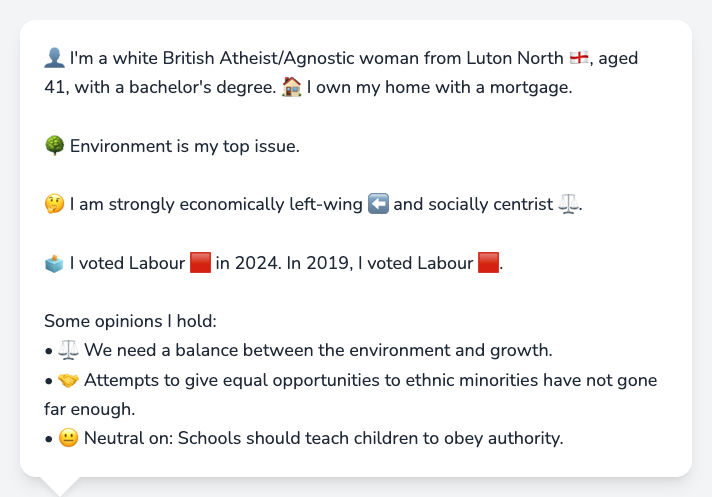 👤 I'm a white British Atheist/Agnostic woman from Luton North 🏴󠁧󠁢󠁥󠁮󠁧󠁿, aged
41, with a bachelor's degree. 🏠 I own my home with a mortgage.
🌳 Environment is my top issue.
🤔 I am strongly economically left-wing ⬅️ and socially centrist ⚖️.
🗳️ I voted Labour 🟥 in 2024. In 2019, I voted Labour 🟥.
Some opinions I hold:
• ⚖️ We need a balance between the environment and growth.
• 🤝 Attempts to give equal opportunities to ethnic minorities have not gone
far enough.
• 😐 Neutral on: Schools should teach children to obey authority.